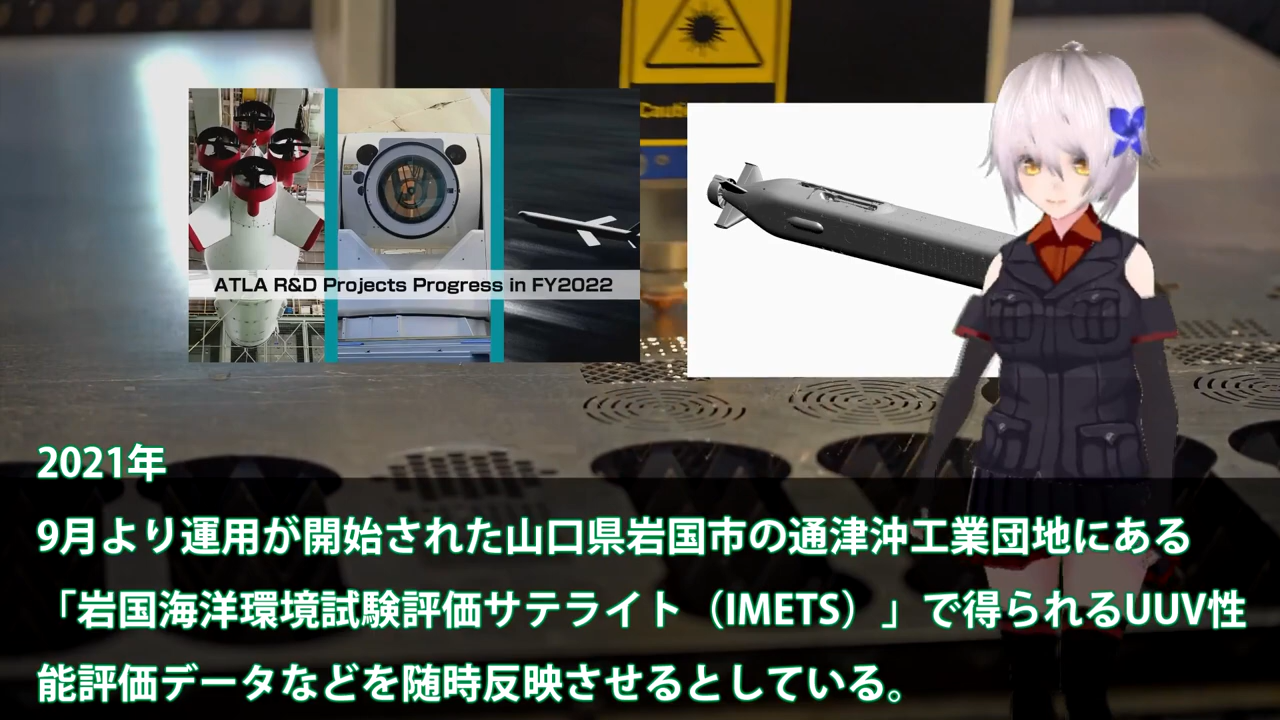 Caution
ATLA R&D Projects Progress in FY2022
2021年
9月より運用が開始された山口県岩国市の通津沖工業団地にある
「岩国海洋環境試験評価サテライト（IMETS）」で得られるUUV性
能評価データなどを随時反映させるとしている。